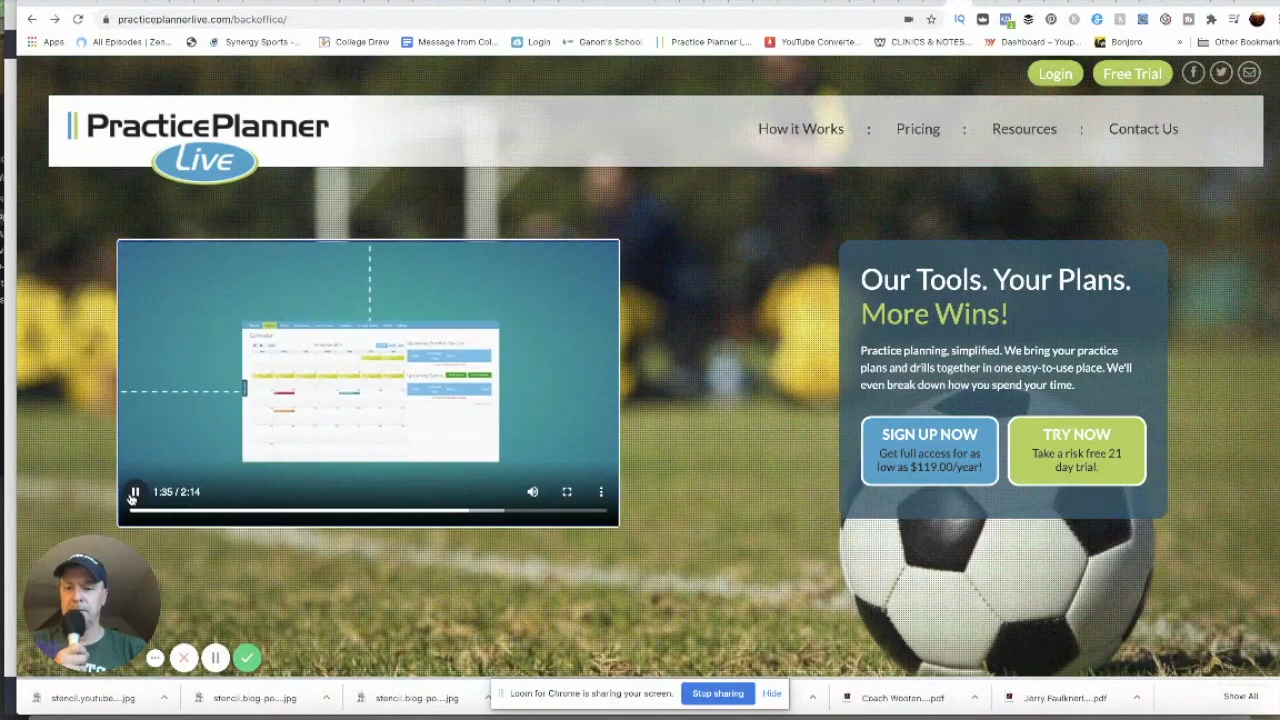 practiceplannerlive.com/backoffice/
Apps
All Episodes | Zen...
Synergy Sports -...
College Drew
Message from Col...
Login
Ganon's School
Practice Planner L...
YouTube Converte...
CLINICS & NOTES...
Dashboard – Youp...
Bonjoro
»
Other Bookmark
Login
Free Trial
PracticePlanner
Live
How it Works : Pricing : Resources : Contact Us
Our Tools. Your Plans.
More Wins!
Practice planning, simplified. We bring your practice
plans and drills together in one easy-to-use place. We'll
even break down how you spend your time.
SIGN UP NOW
Get full access for as
low as $119.00/year!
TRY NOW
Take a risk free 21
day trial.
Calendar
1:35 / 2:14
stencil.youtube...jpg
stencil.blog-po...jpg
stencil.blog-po...jpg
Loom for Chrome is sharing your screen.
Stop sharing
Hide
Coach Wooten....pdf
Jerry Faulkneri....pdf
Show All